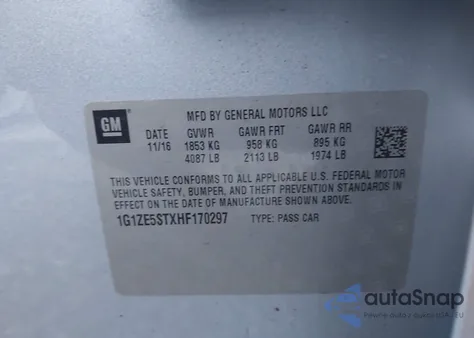 MFD BY GENERAL MOTORS LLC
GM
DATE GVWR GAWR FRT GAWR RR
11/16 1853 KG 958 KG 895 KG
4087 LB 2113 LB 1974 LB
THIS VEHICLE CONFORMS TO ALL APPLICABLE U.S. FEDERAL MOTOR
VEHICLE SAFETY, BUMPER, AND THEFT PREVENTION STANDARDS IN
EFFECT ON THE DATE OF MANUFACTURE SHOWN ABOVE.
1G1ZE5STXHF170297 TYPE: PASS CAR
autaSnap